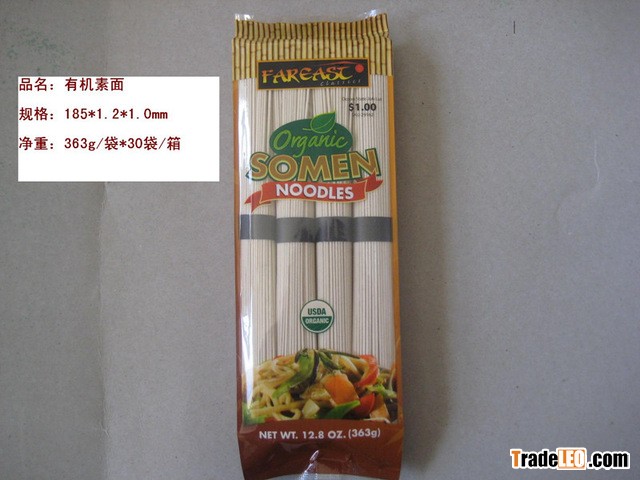 品名：有机素面
规格：185*1.2*1.0mm
净重：363g/袋*30袋/箱
FAREAST
$1.00
Organic
SOMEN
NOODLES
USDA
ORGANIC
NET WT. 12.8 OZ. (363g)
TradeLEO.com